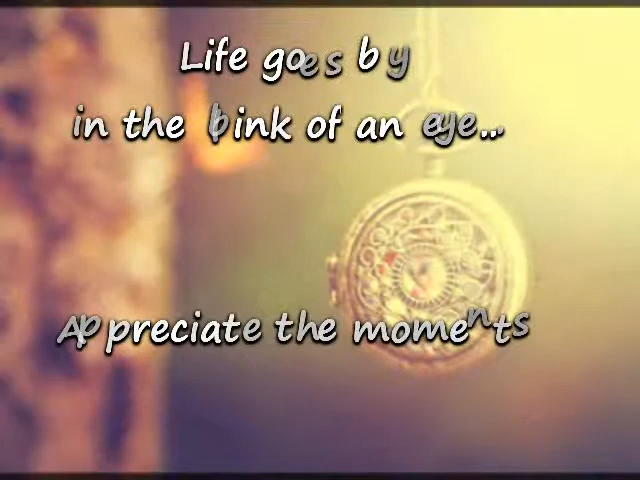 Life goes by
in the blink of an eye...
Appreciate the moments